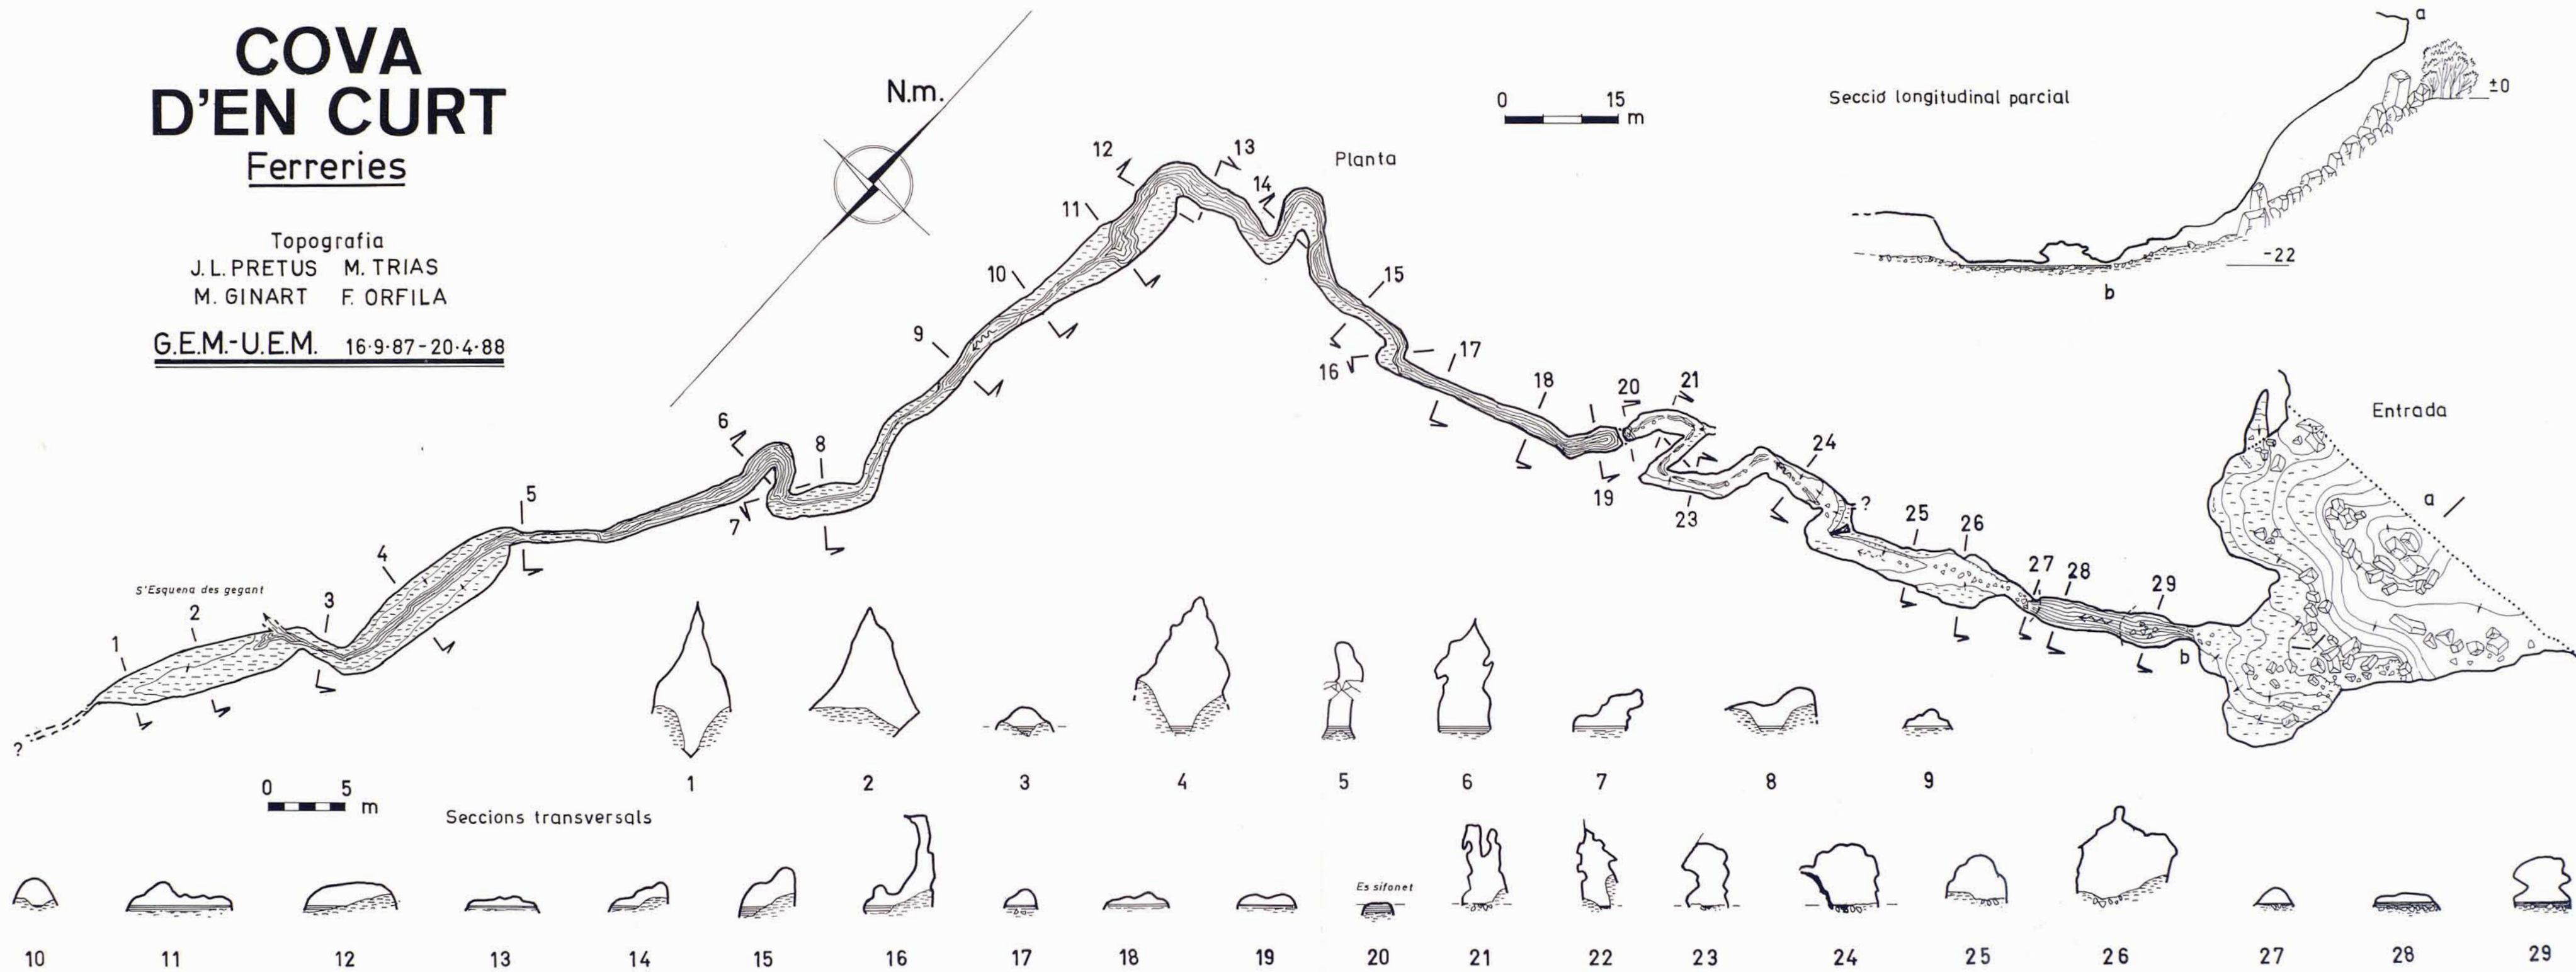 COVA
D'EN CURT
Ferreries
Topografia
J.L. PRETUS M. TRIAS
M. GINART F. ORFILA
G.E.M.-U.E.M. 16·9·87-20·4·88
N.m.
0 15 m
Planta
Secció longitudinal parcial
a
±0
-22
b
12
13
14
11
10
15
9
16
17
18
20
21
6
8
19
7
23
24
?
5
25
26
4
27
28
29
Entrada
a
b
S'Esquena des gegant
3
2
1
?
1 2 3 4 5 6 7 8 9
0 5 m
Seccions transversals
Es sifonet
10 11 12 13 14 15 16 17 18 19 20 21 22 23 24 25 26 27 28 29